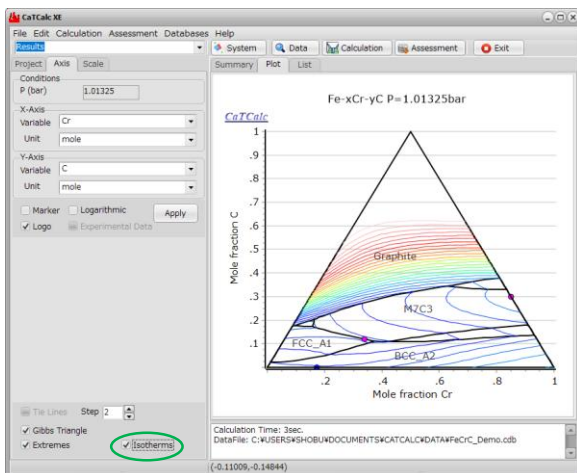 CaTCalc XE
File Edit Calculation Assessment Databases Help
Results
System Data Calculation Assessment Exit
Project Axis Scale
Summary Plot List
Conditions
P (bar) 1.01325
X-Axis
Variable Cr
Unit mole
Y-Axis
Variable C
Unit mole
Marker Logarithmic Apply
Logo Experimental Data
Tie Lines Step 2
Gibbs Triangle
Extremes Isotherms
Fe-xCr-yC P=1.01325bar
CaTCalc
Mole fraction C
1
.9
.8
.7
.6
.5
.4
.3
.2
.1
Graphite
M7C3
FCC_A1
BCC_A2
.2 .4 .6 .8 1
Mole fraction Cr
Calculation Time: 3sec.
DataFile: C:¥USERS¥SHOBU¥DOCUMENTS¥CATCALC¥DATA¥FeCrC_Demo.cdb
(-0.11009,-0.14844)